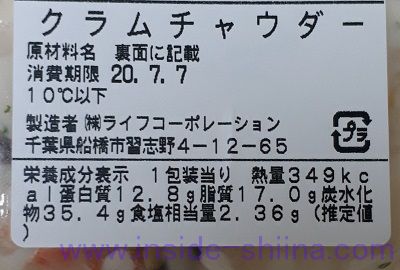 クラムチャウダー
原材料名 裏面に記載
消費期限 20.7.7
10℃以下
製造者 ㈱ライフコーポレーション
千葉県船橋市習志野4-12-65
プラ
栄養成分表示 1包装当り 熱量349kc
al蛋白質12.8g脂質17.0g炭水化
物35.4g食塩相当量2.36g(推定値
)
www.inside-shiina.com